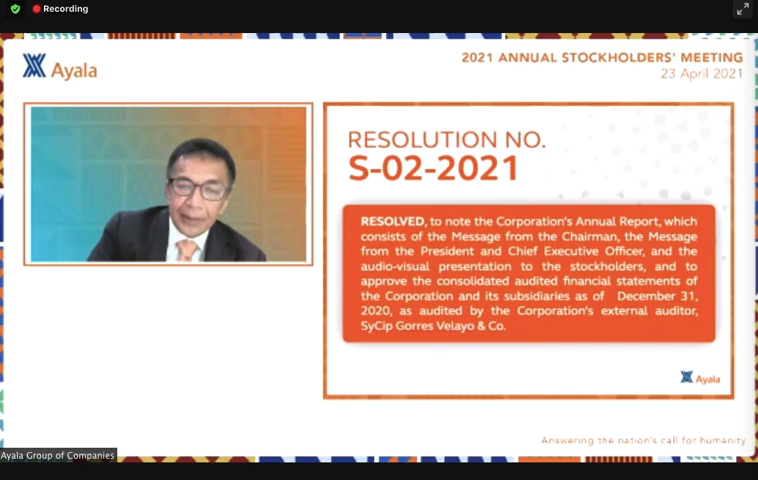 Recording
Ayala
2021 ANNUAL STOCKHOLDERS' MEETING
23 April 2021
RESOLUTION NO.
S-02-2021
RESOLVED, to note the Corporation's Annual Report, which
consists of the Message from the Chairman, the Message
from the President and Chief Executive Officer, and the
audio-visual presentation to the stockholders, and to
approve the consolidated audited financial statements of
the Corporation and its subsidiaries as of December 31,
2020, as audited by the Corporation's external auditor,
SyCip Gorres Velayo & Co.
Ayala
Answering the nation's call for humanity
Ayala Group of Companies